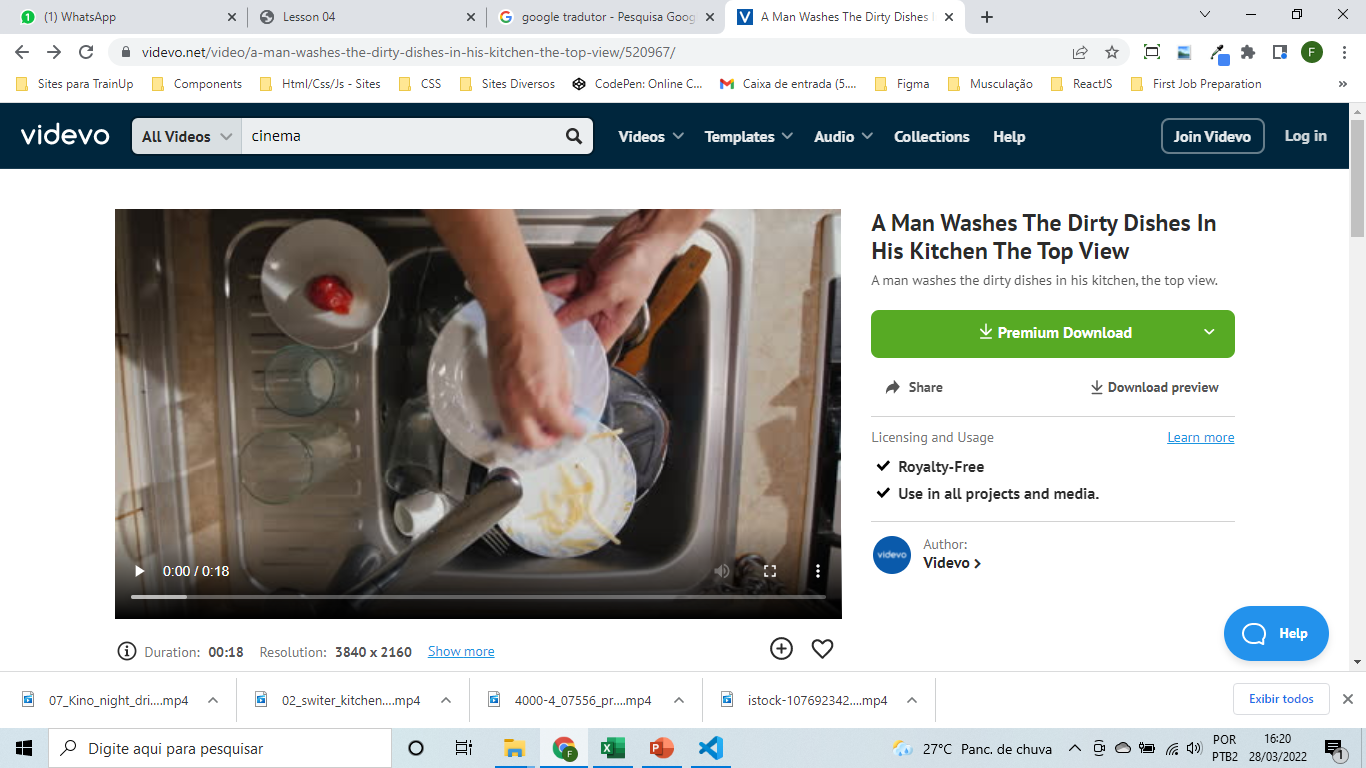 (1) WhatsApp
Lesson 04
google tradutor - Pesquisa Goog
A Man Washes The Dirty Dishes I
videvo.net/video/a-man-washes-the-dirty-dishes-in-his-kitchen-the-top-view/520967/
F
Sites para TrainUp
Components
Html/Css/Js - Sites
CSS
Sites Diversos
CodePen: Online C...
Caixa de entrada (5....
Figma
Musculação
ReactJS
First Job Preparation
»
videvo
All Videos
cinema
Videos
Templates
Audio
Collections
Help
Join Videvo
Log in
A Man Washes The Dirty Dishes In
His Kitchen The Top View
A man washes the dirty dishes in his kitchen, the top view.
Premium Download
Share
Download preview
Licensing and Usage
Learn more
Royalty-Free
Use in all projects and media.
videvo
Author:
Videvo
0:00 / 0:18
Duration: 00:18
Resolution: 3840 x 2160
Show more
Help
07_Kino_night_dri....mp4
02_switer_kitchen....mp4
4000-4_07556_pr....mp4
istock-107692342....mp4
Exibir todos
Digite aqui para pesquisar
F
27°C Panc. de chuva
POR
PTB2
16:20
28/03/2022
1